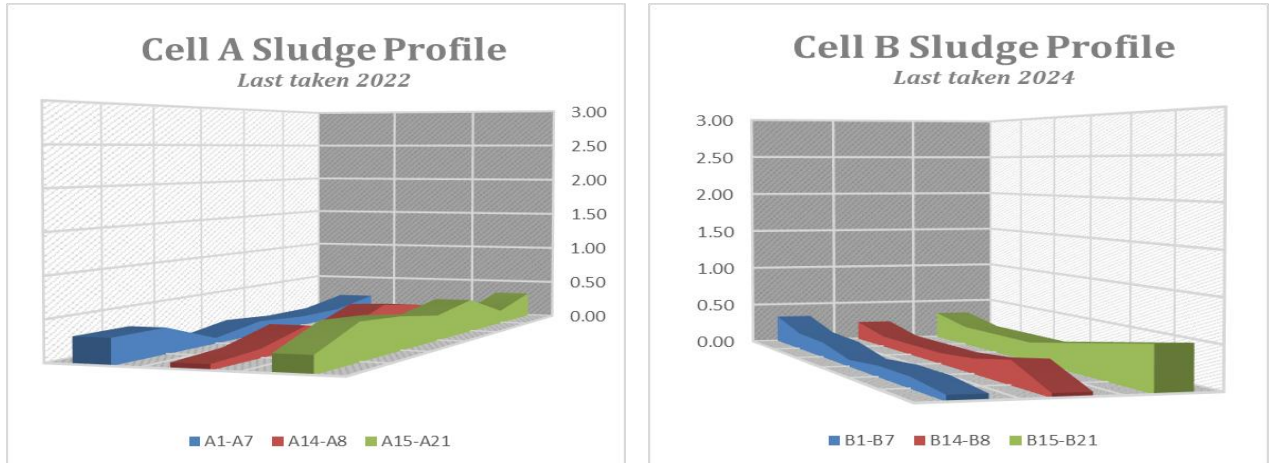 Cell A Sludge Profile
Last taken 2022
3.00
2.50
2.00
1.50
1.00
0.50
0.00
A1-A7 A14-A8 A15-A21
Cell B Sludge Profile
Last taken 2024
3.00
2.50
2.00
1.50
1.00
0.50
0.00
B1-B7 B14-B8 B15-B21